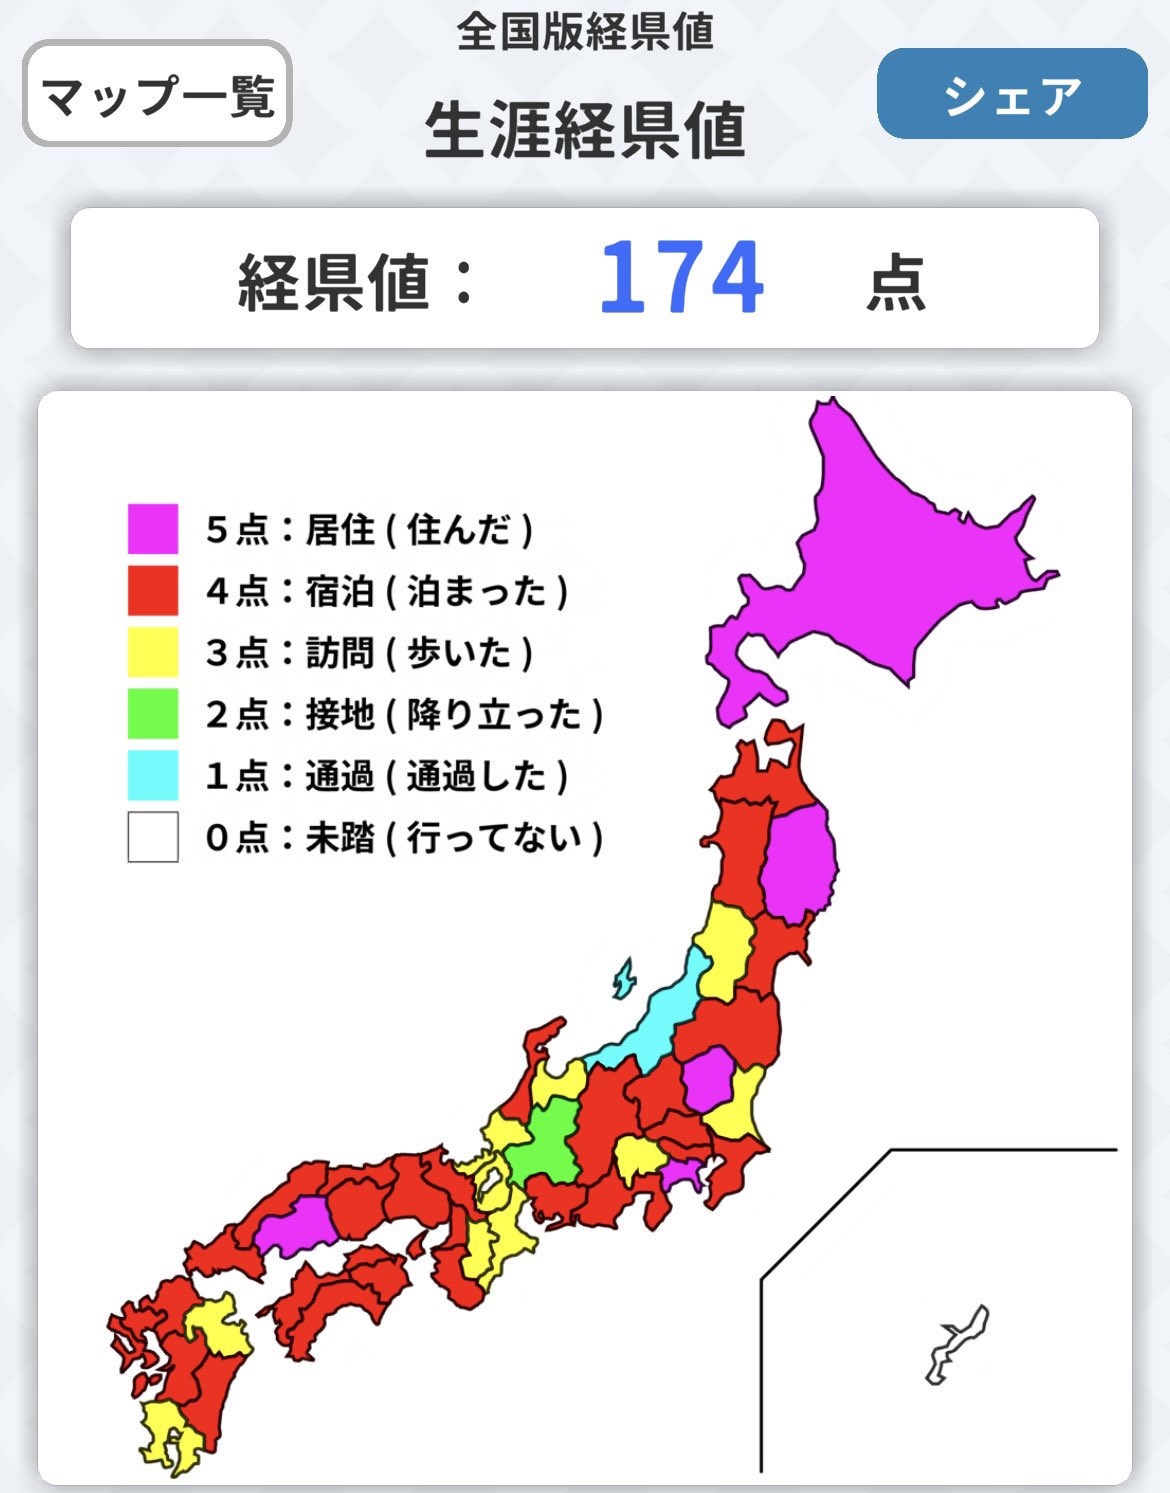 全国版経県値
マップ一覧
生涯経県値
シェア
経県値： 174 点
５点：居住 ( 住んだ )
４点：宿泊 ( 泊まった )
３点：訪問 ( 歩いた )
２点：接地 ( 降り立った )
１点：通過 ( 通過した )
０点：未踏 ( 行ってない )